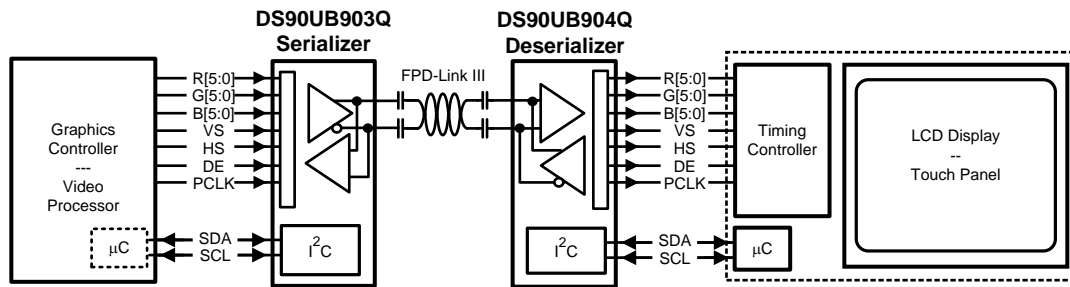 DS90UB903Q
Serializer
DS90UB904Q
Deserializer
FPD-Link III
Graphics
Controller
---
Video
Processor
μC
R[5:0]
G[5:0]
B[5:0]
VS
HS
DE
PCLK
SDA
SCL
I²C
R[5:0]
G[5:0]
B[5:0]
VS
HS
DE
PCLK
I²C
SDA
SCL
Timing
Controller
μC
LCD Display
--
Touch Panel